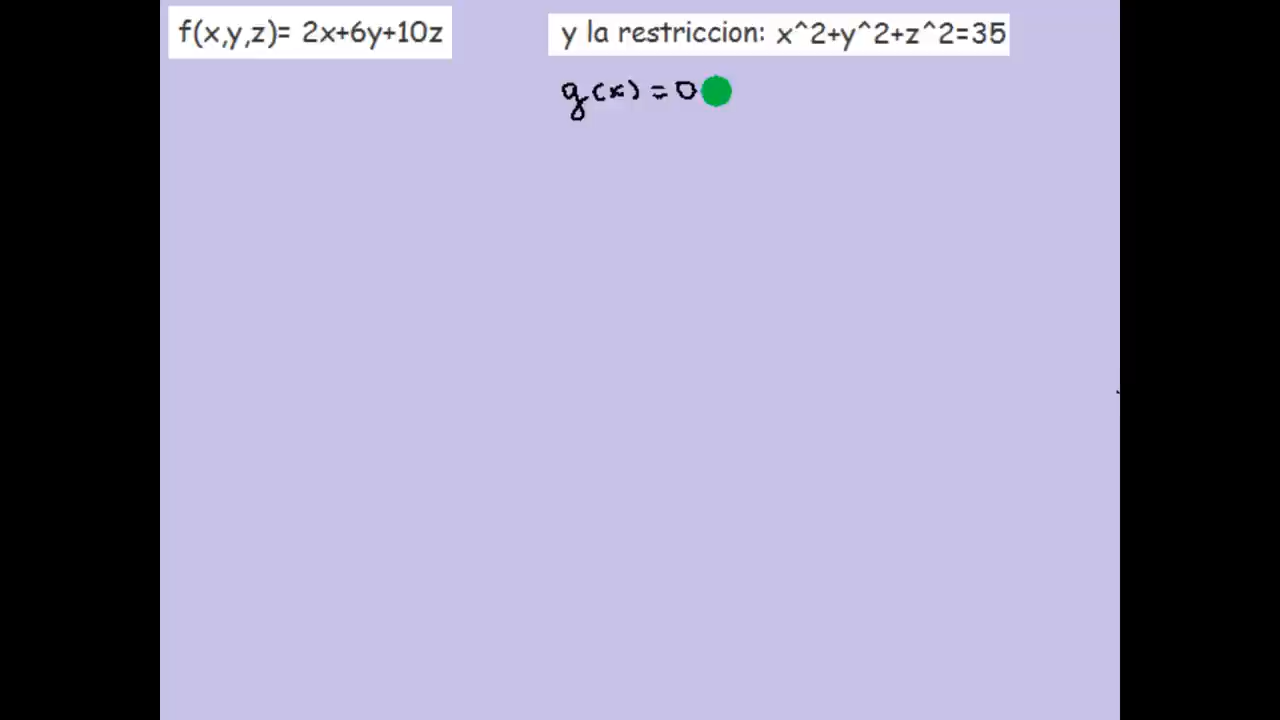 f(x,y,z)= 2x+6y+10z
y la restriccion: x^2+y^2+z^2=35
g(x) = 0